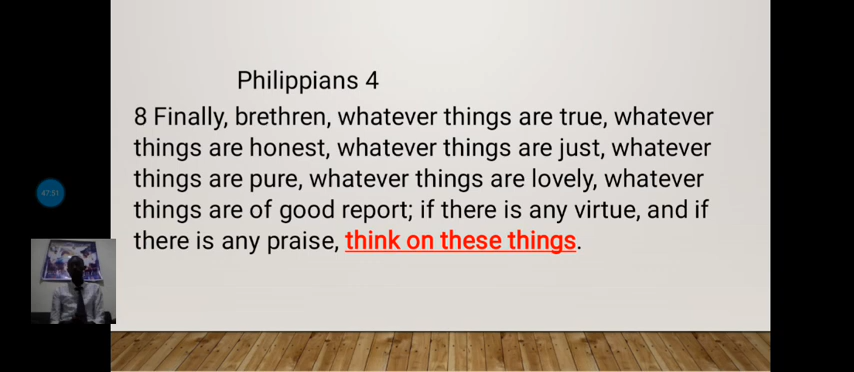 Philippians 4
8 Finally, brethren, whatever things are true, whatever
things are honest, whatever things are just, whatever
things are pure, whatever things are lovely, whatever
things are of good report; if there is any virtue, and if
there is any praise, think on these things.
47:51